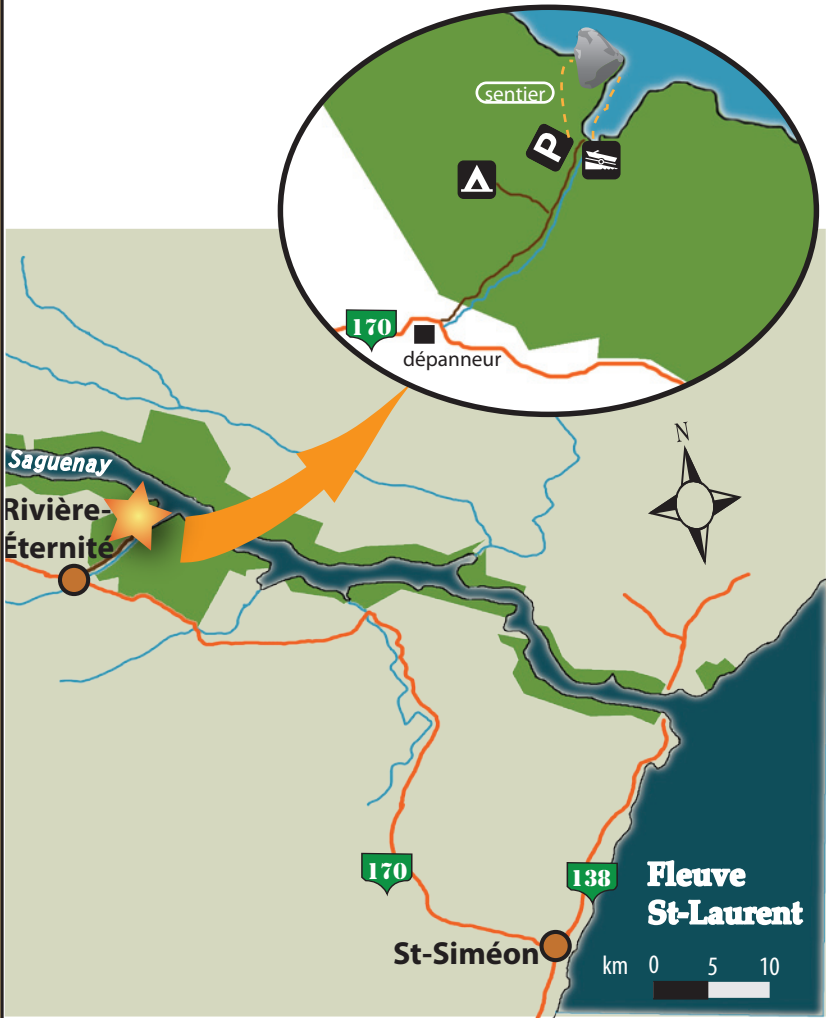 sentier
P
170
dépanneur
N
Saguenay
Rivière-
Éternité
170
138
Fleuve
St-Laurent
St-Siméon
km 0 5 10